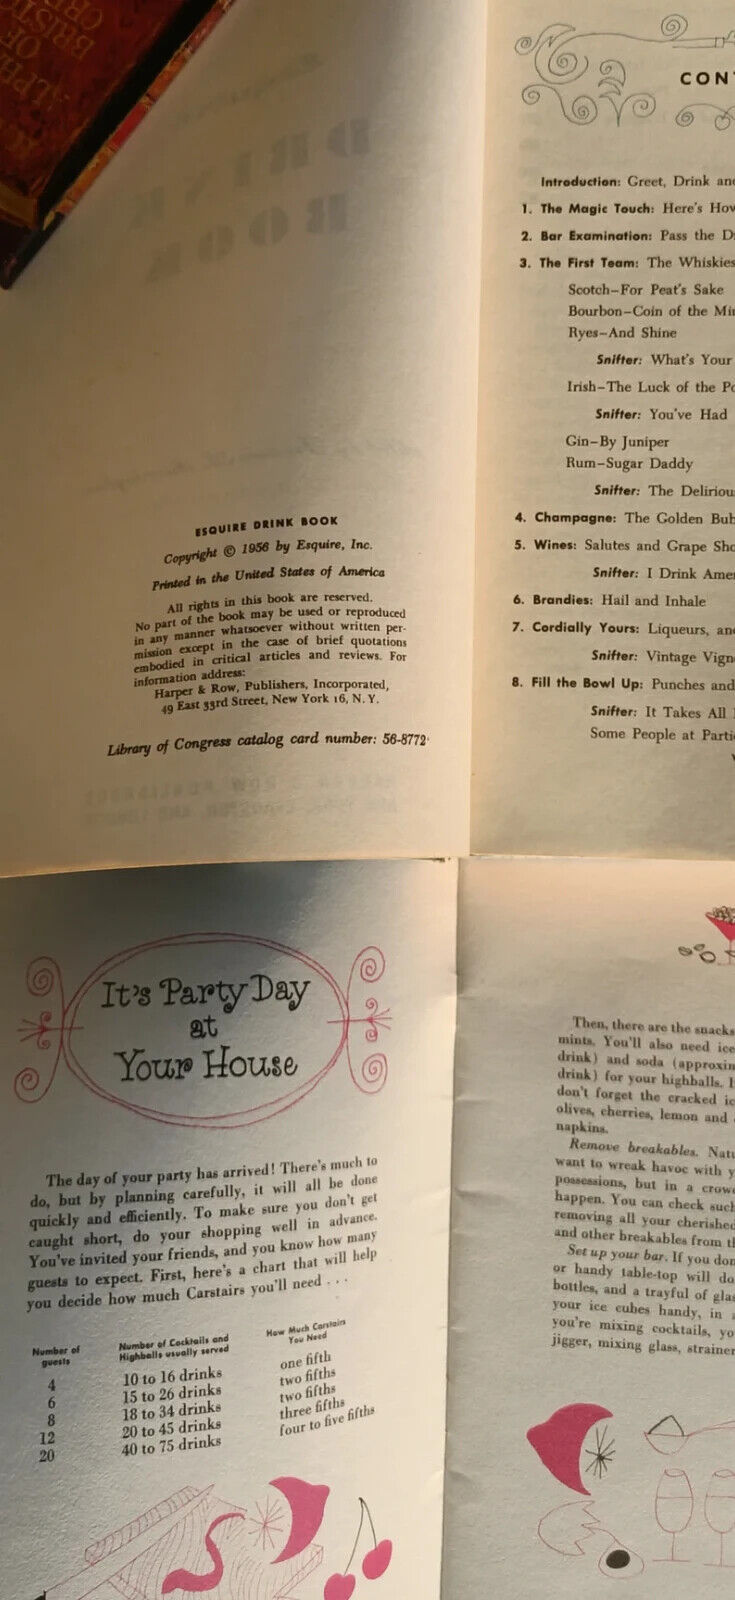 ALPHE
OF
BRIST
CRE
DRINK
BOOK
ESQUIRE DRINK BOOK
Copyright © 1956 by Esquire, Inc.
Printed in the United States of America
All rights in this book are reserved.
No part of the book may be used or reproduced
in any manner whatsoever without written per-
mission except in the case of brief quotations
embodied in critical articles and reviews. For
information address:
Harper & Row, Publishers, Incorporated,
49 East 33rd Street, New York 16, N. Y.
Library of Congress catalog card number: 56-8772
CON
Introduction: Greet, Drink an
1. The Magic Touch: Here's How
2. Bar Examination: Pass the D
3. The First Team: The Whiskies
Scotch–For Peat's Sake
Bourbon–Coin of the Mi
Ryes–And Shine
Snifter: What's Your
Irish–The Luck of the Po
Snifter: You've Had
Gin–By Juniper
Rum–Sugar Daddy
Snifter: The Deliriou
4. Champagne: The Golden Bub
5. Wines: Salutes and Grape Sho
Snifter: I Drink Amer
6. Brandies: Hail and Inhale
7. Cordially Yours: Liqueurs, an
Snifter: Vintage Vign
8. Fill the Bowl Up: Punches and
Snifter: It Takes All
Some People at Parti
It's Party Day
at
Your House
The day of your party has arrived! There's much to
do, but by planning carefully, it will all be done
quickly and efficiently. To make sure you don't get
caught short, do your shopping well in advance.
You've invited your friends, and you know how many
guests to expect. First, here's a chart that will help
you decide how much Carstairs you'll need . . .
Number of guests Number of Cocktails and Highballs usually served How Much Carstairs You Need
4 10 to 16 drinks one fifth
6 15 to 26 drinks two fifths
8 18 to 34 drinks two fifths
12 20 to 45 drinks three fifths
20 40 to 75 drinks four to five fifths
Then, there are the snacks
mints. You'll also need ice
drink) and soda (approxim
drink) for your highballs. I
don't forget the cracked ic
olives, cherries, lemon and
napkins.
Remove breakables. Natu
want to wreak havoc with y
possessions, but in a crow
happen. You can check such
removing all your cherished
and other breakables from th
Set up your bar. If you don
or handy table-top will do
bottles, and a trayful of glas
your ice cubes handy, in a
you're mixing cocktails, yo
jigger, mixing glass, strainer